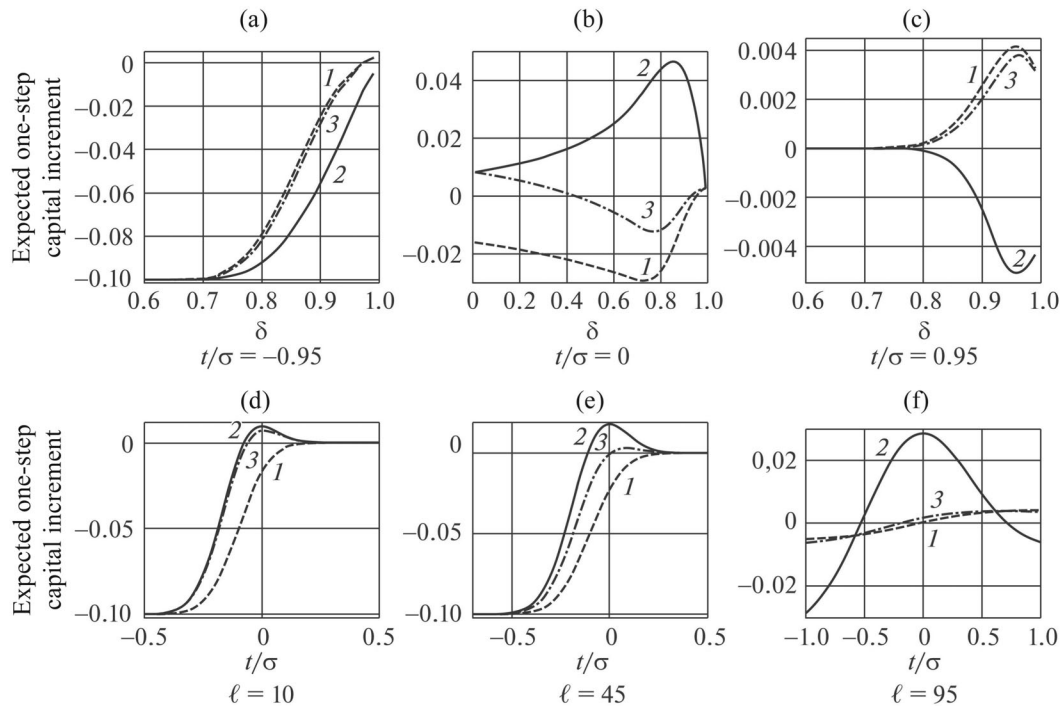 (a)
(b)
(c)
Expected one-step
capital increment
0
−0.02
−0.04
−0.06
−0.08
−0.10
1
3
2
0.6 0.7 0.8 0.9 1.0
δ
t/σ = −0.95
0.04
0.02
0
−0.02
2
3
1
0 0.2 0.4 0.6 0.8 1.0
δ
t/σ = 0
0.004
0.002
0
−0.002
−0.004
1
3
2
0.6 0.7 0.8 0.9 1.0
δ
t/σ = 0.95
(d)
(e)
(f)
Expected one-step
capital increment
0
−0.05
−0.10
2
3
1
−0.5 0 0.5
t/σ
ℓ = 10
0
−0.05
−0.10
2
3
1
−0.5 0 0.5
t/σ
ℓ = 45
0,02
0
−0.02
2
3
1
−1.0 −0.5 0 0.5 1.0
t/σ
ℓ = 95